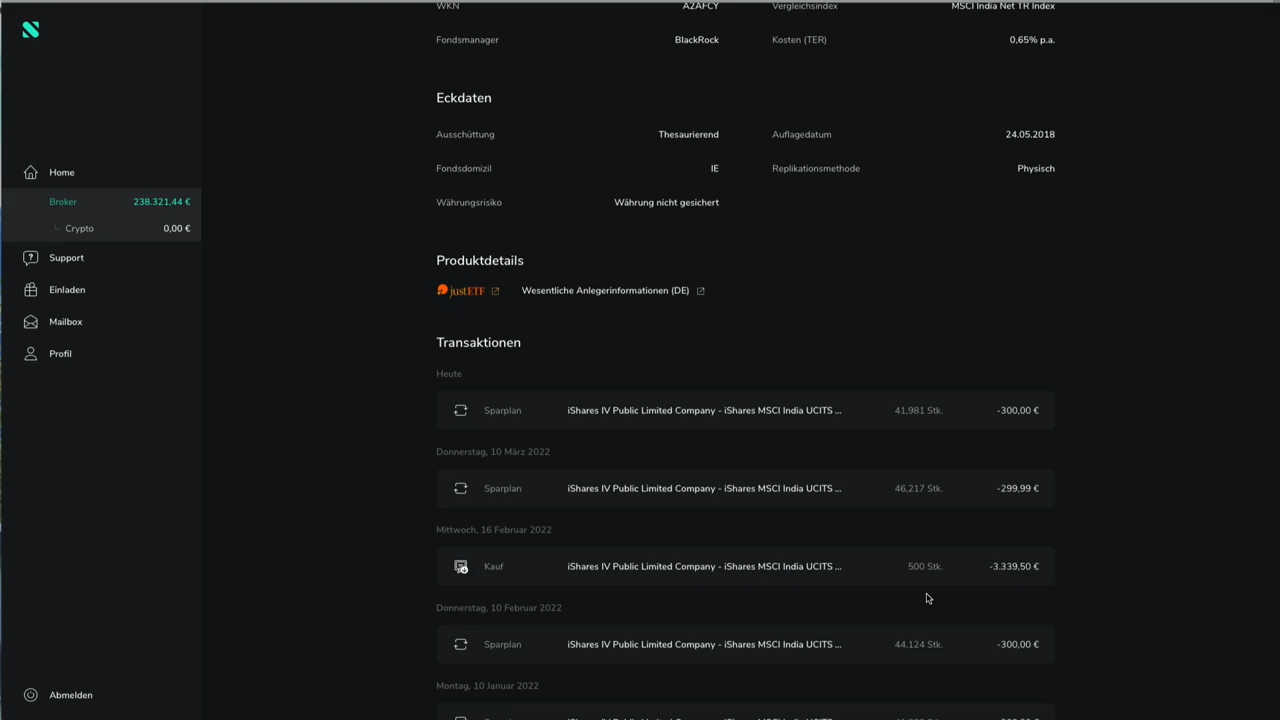 WKN A2AFCY Vergleichsindex MSCI India Net TR Index
Fondsmanager BlackRock Kosten (TER) 0,65% p.a.
Eckdaten
Ausschüttung Thesaurierend Auflagedatum 24.05.2018
Fondsdomizil IE Replikationsmethode Physisch
Währungsrisiko Währung nicht gesichert
Produktdetails
justETF Wesentliche Anlegerinformationen (DE)
Transaktionen
Heute
Sparplan iShares IV Public Limited Company - iShares MSCI India UCITS ... 41,981 Stk. -300,00 €
Donnerstag, 10 März 2022
Sparplan iShares IV Public Limited Company - iShares MSCI India UCITS ... 46,217 Stk. -299,99 €
Mittwoch, 16 Februar 2022
Kauf iShares IV Public Limited Company - iShares MSCI India UCITS ... 500 Stk. -3.339,50 €
Donnerstag, 10 Februar 2022
Sparplan iShares IV Public Limited Company - iShares MSCI India UCITS ... 44,124 Stk. -300,00 €
Montag, 10 Januar 2022
Home
Broker 238.321,44 €
Crypto 0,00 €
Support
Einladen
Mailbox
Profil
Abmelden